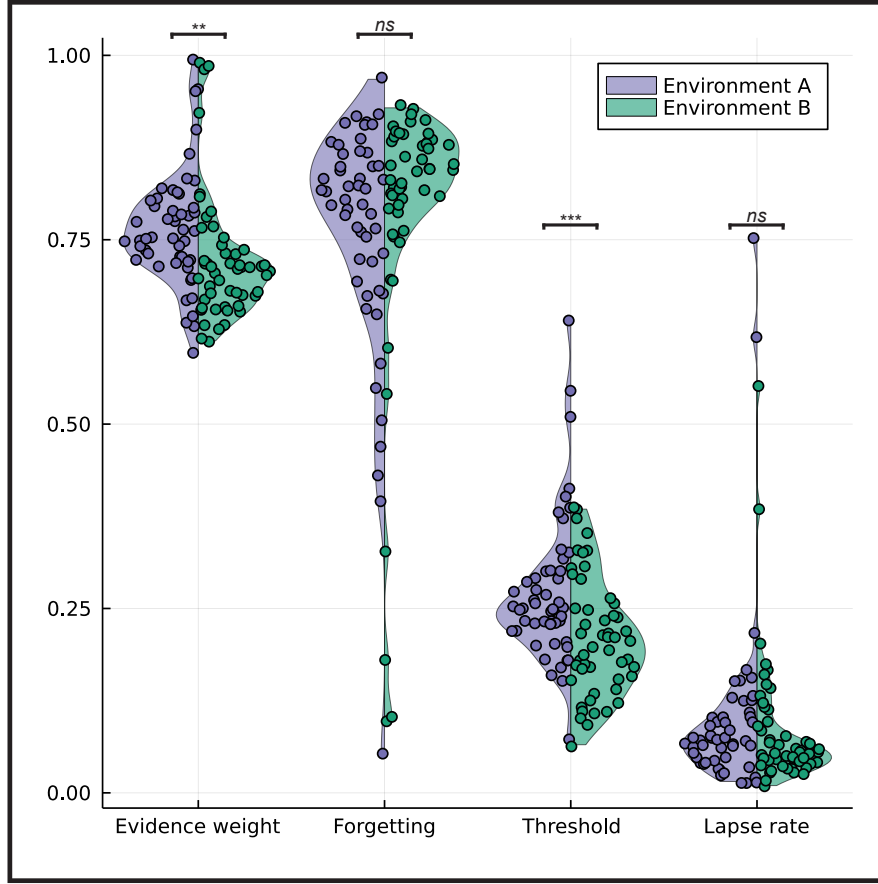 ** ns *** ns
1.00
0.75
0.50
0.25
0.00
Environment A
Environment B
Evidence weight Forgetting Threshold Lapse rate